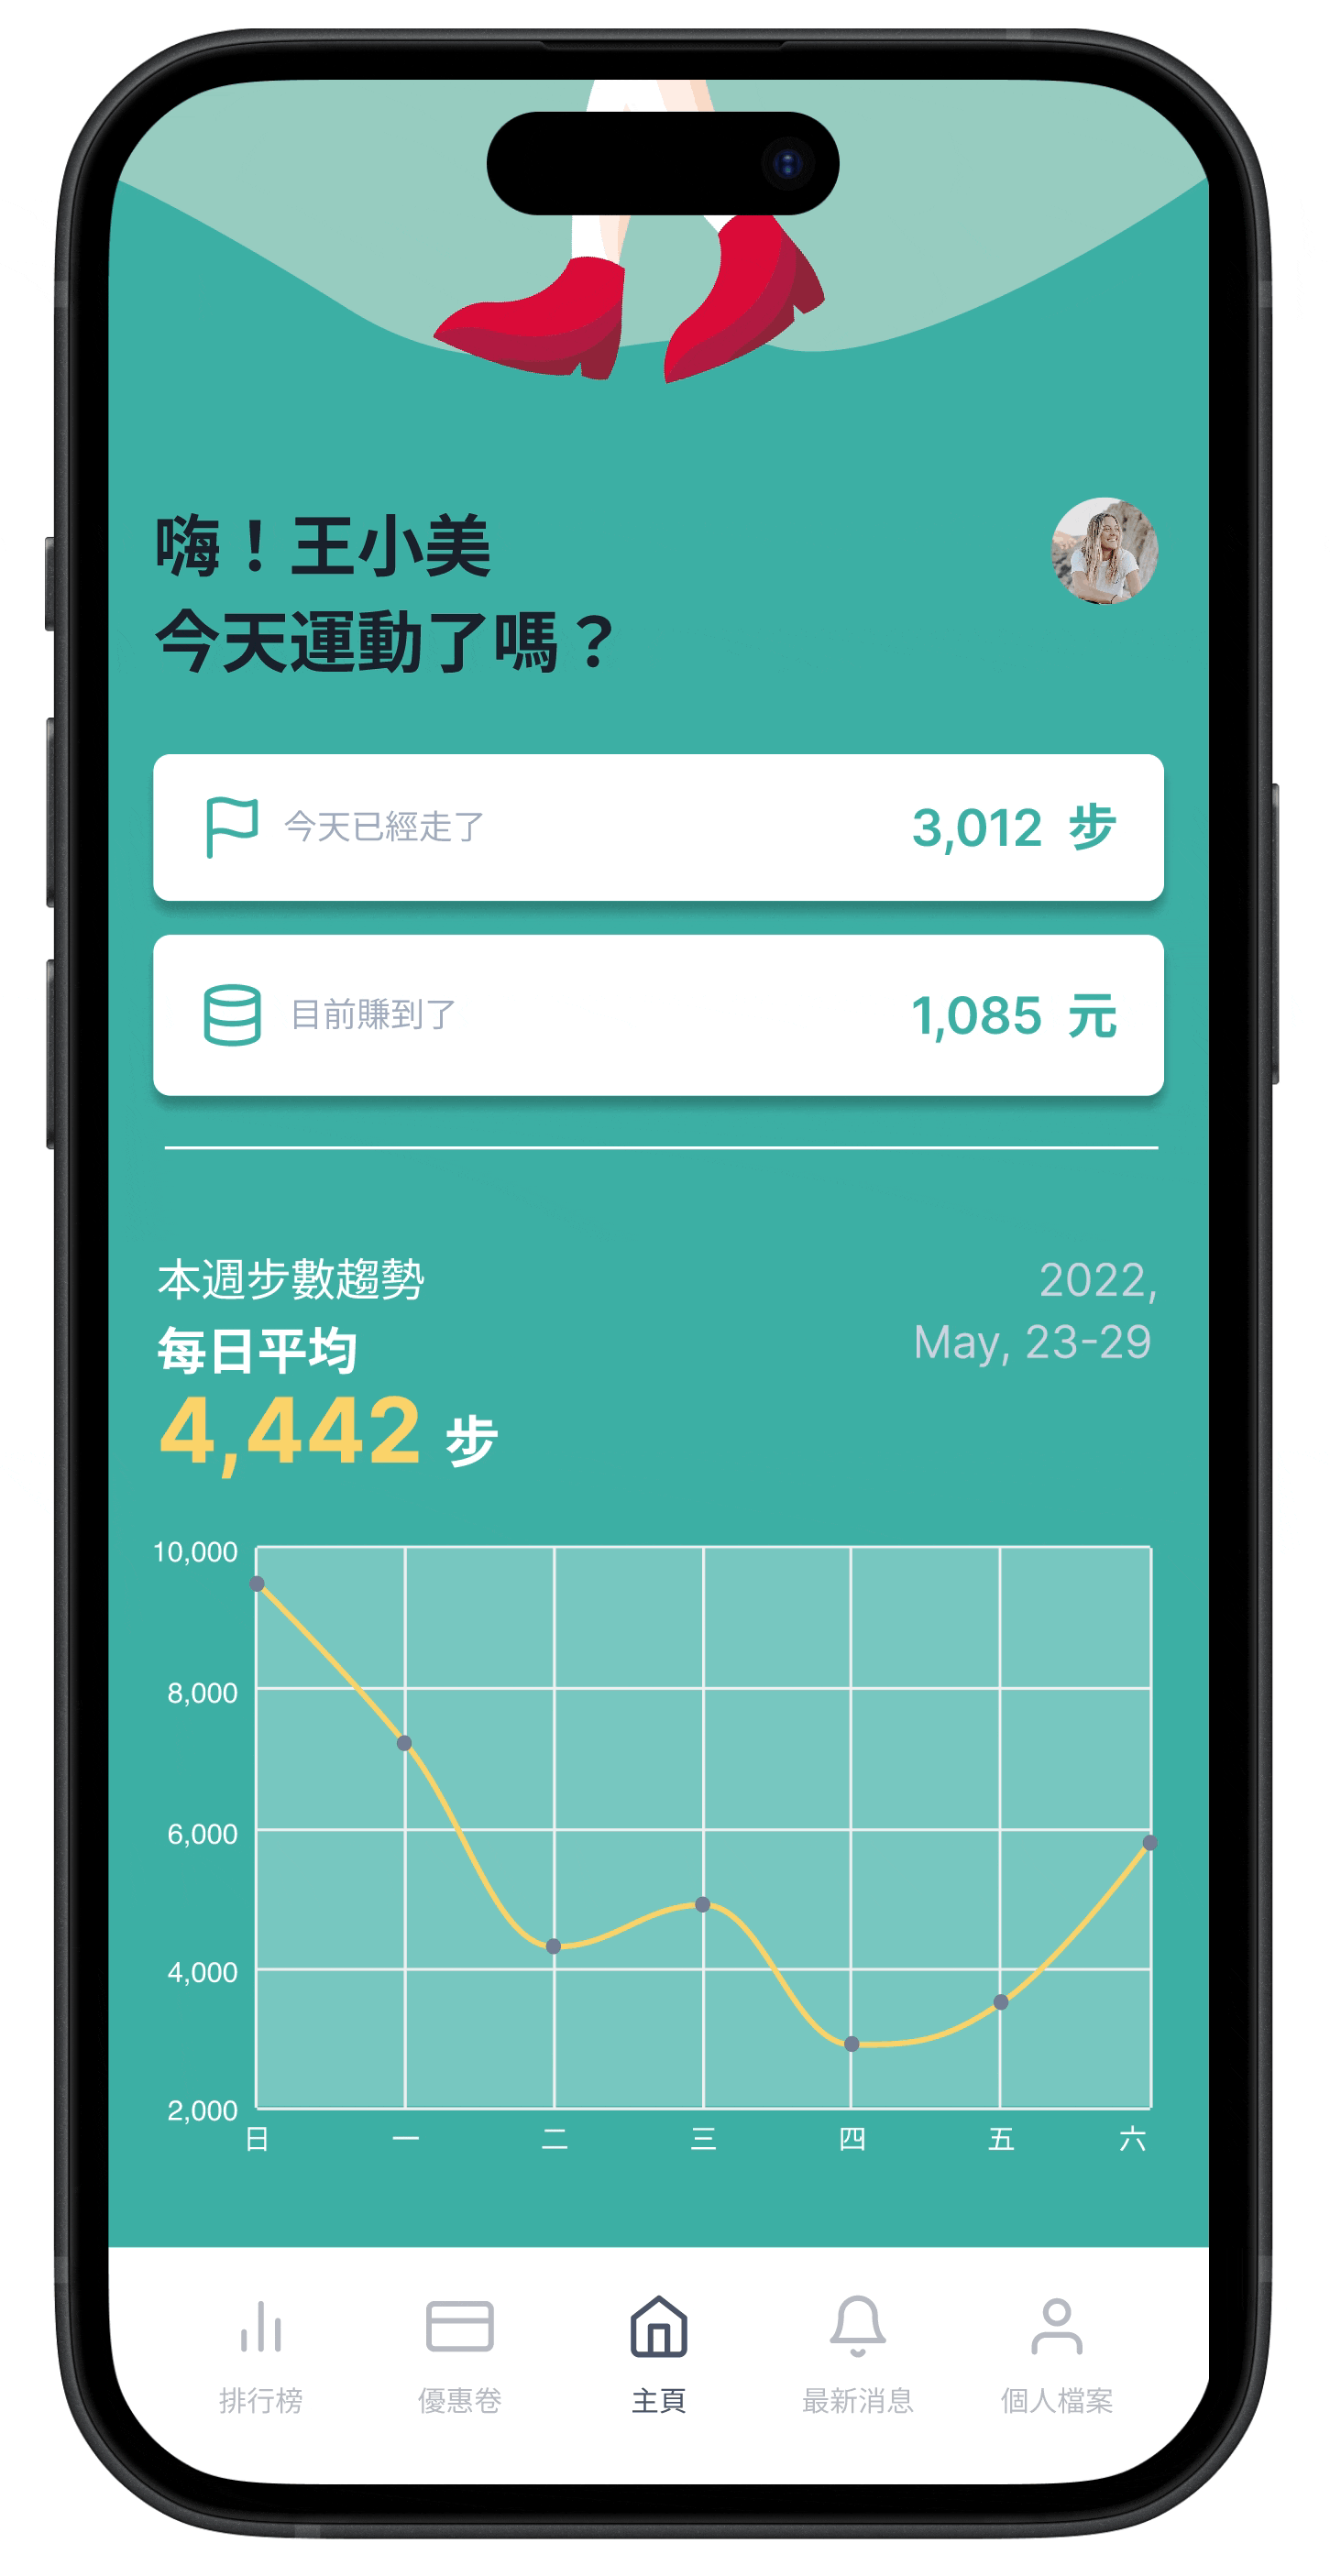 嗨！王小美
今天運動了嗎？
今天已經走了 3,012 步
目前賺到了 1,085 元
本週步數趨勢
2022,
每日平均
May, 23-29
4,442 步
10,000
8,000
6,000
4,000
2,000
日 一 二 三 四 五 六
排行榜 優惠卷 主頁 最新消息 個人檔案